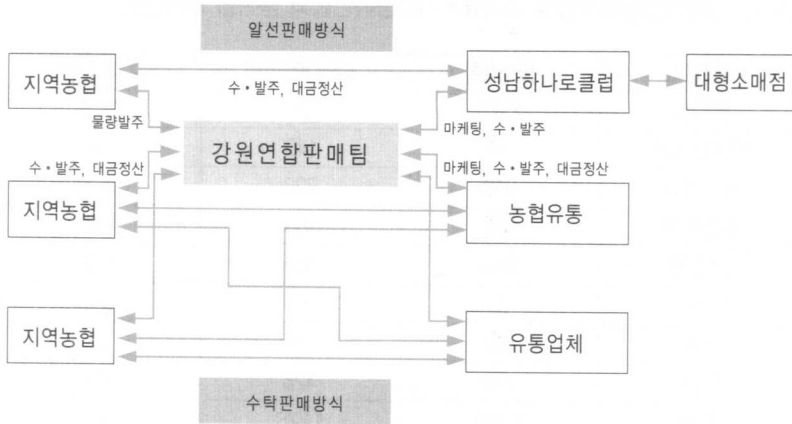 알선판매방식
지역농협
성남하나로클럽
대형소매점
수・발주, 대금정산
물량발주
마케팅, 수・발주
강원연합판매팀
수・발주, 대금정산
마케팅, 수・발주, 대금정산
지역농협
농협유통
지역농협
유통업체
수탁판매방식